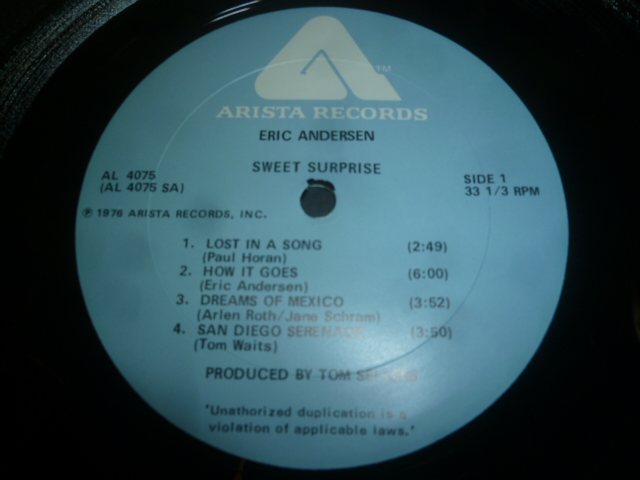 TM
ARISTA RECORDS
ERIC ANDERSEN
SWEET SURPRISE
AL 4075
(AL 4075 SA)
SIDE 1
33 1/3 RPM
℗ 1976 ARISTA RECORDS, INC.
1. LOST IN A SONG (2:49)
(Paul Horan)
2. HOW IT GOES (6:00)
(Eric Andersen)
3. DREAMS OF MEXICO (3:52)
(Arlen Roth/Jane Schram)
4. SAN DIEGO SERENADE (3:50)
(Tom Waits)
PRODUCED BY TOM
"Unathorized duplication is a
violation of applicable laws."